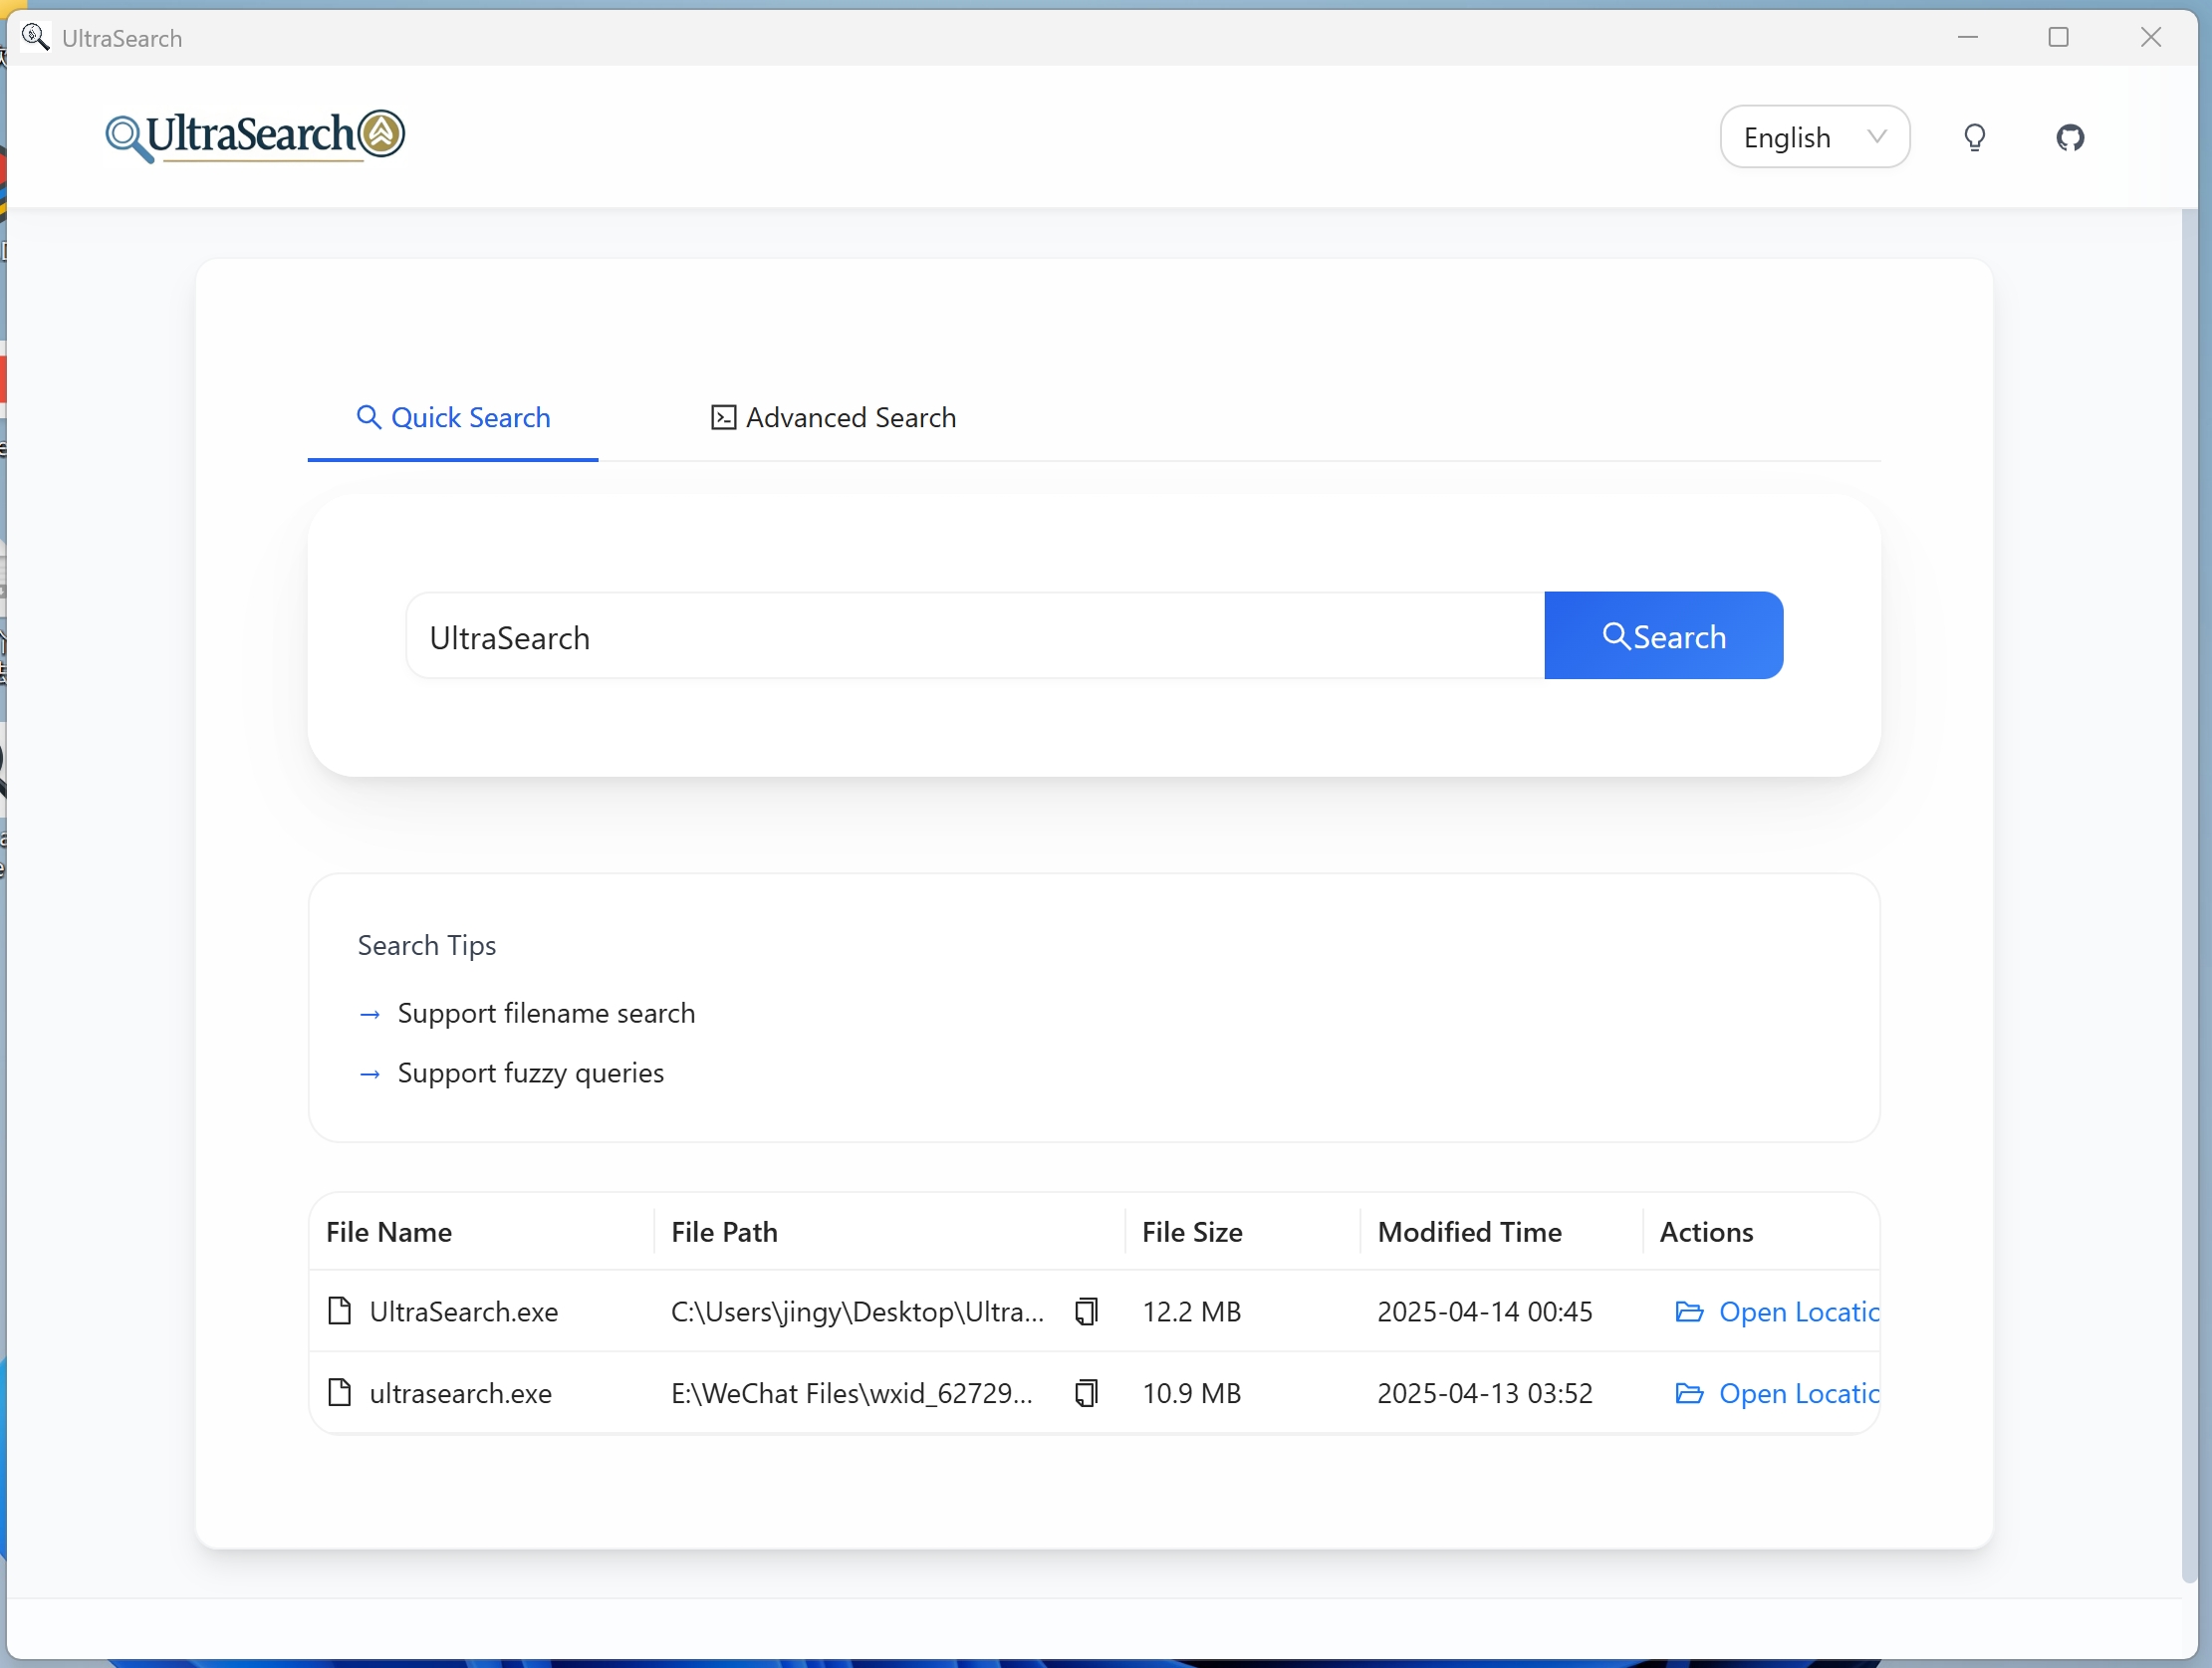 UltraSearch
UltraSearch
English
Quick Search
Advanced Search
UltraSearch
Search
Search Tips
→ Support filename search
→ Support fuzzy queries
File Name File Path File Size Modified Time Actions
UltraSearch.exe C:\Users\jingy\Desktop\Ultra... 12.2 MB 2025-04-14 00:45 Open Locatic
ultrasearch.exe E:\WeChat Files\wxid_62729... 10.9 MB 2025-04-13 03:52 Open Locatic